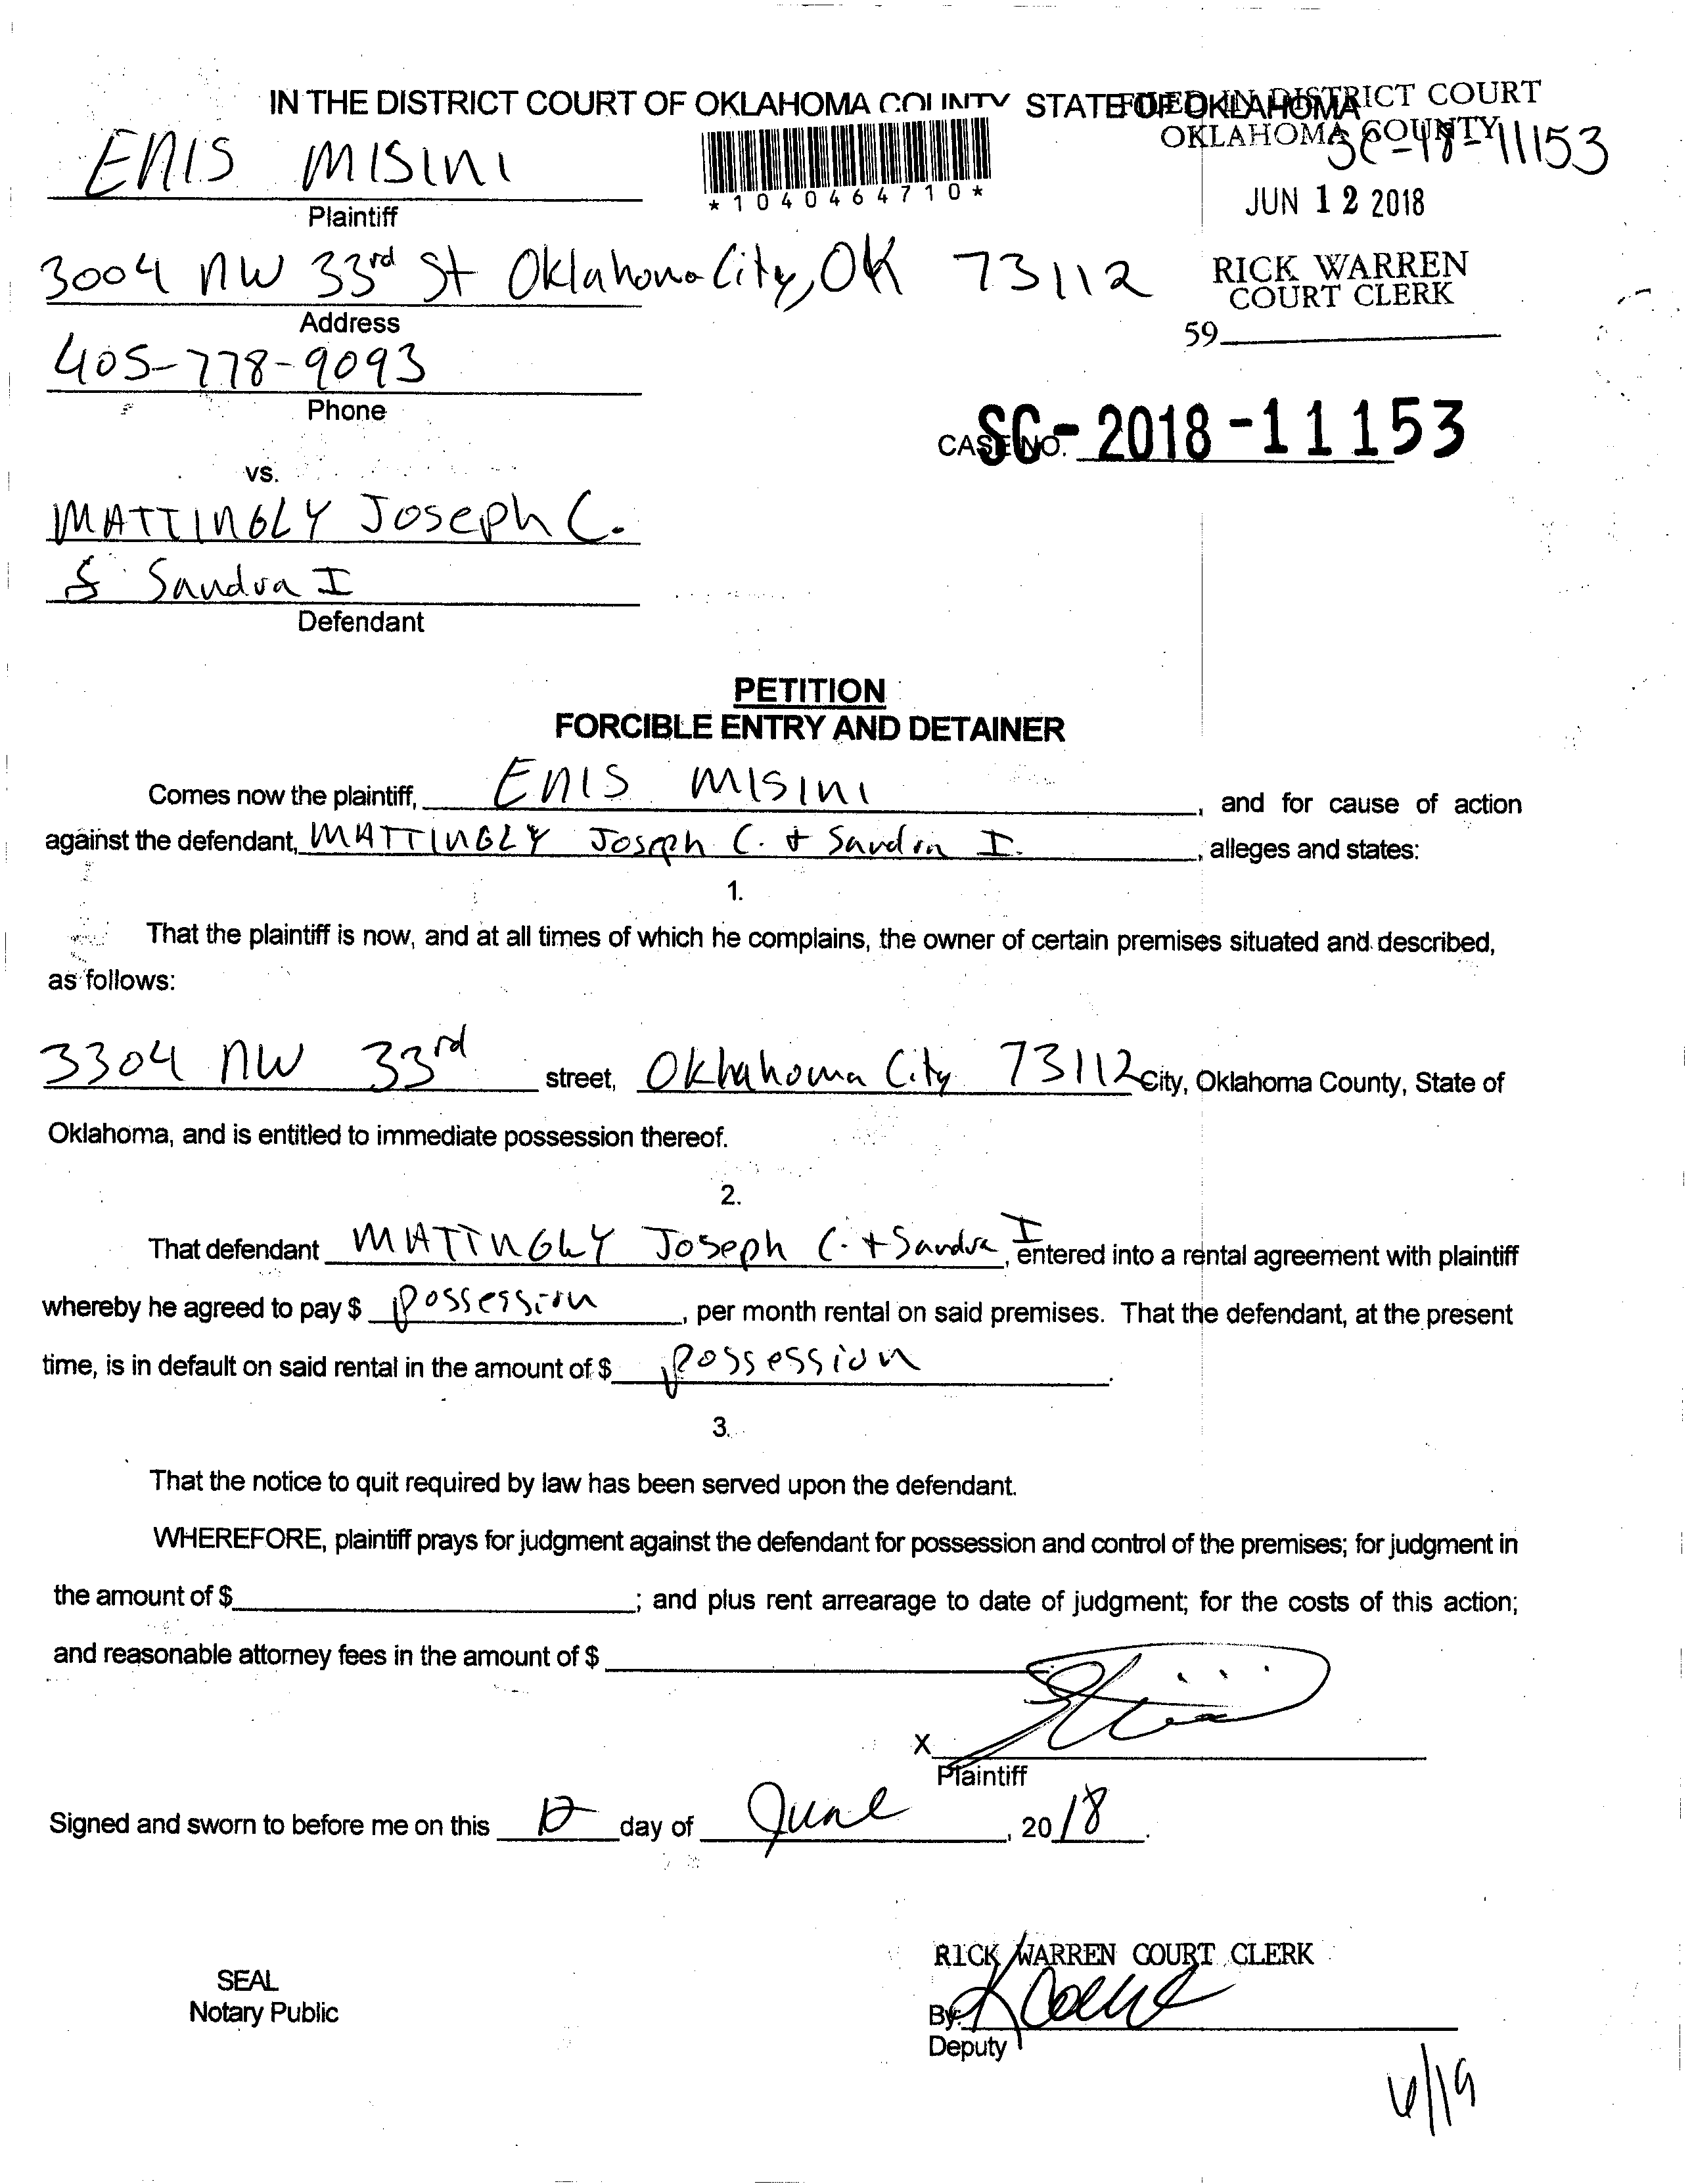 IN THE DISTRICT COURT OF OKLAHOMA COUNTY STATE OF OKLAHOMA
FILED IN DISTRICT COURT
OKLAHOMA COUNTY
SC-18-11153
ENIS MISINI
*1040464710*
JUN 12 2018
Plaintiff
3004 NW 33rd St Oklahoma City, OK 73112
RICK WARREN
COURT CLERK
Address
59
405-778-9093
Phone
CASE NO. SC-2018-11153
vs.
MATTINGLY Joseph C.
& Sandra I
Defendant
PETITION
FORCIBLE ENTRY AND DETAINER
Comes now the plaintiff, ENIS MISINI, and for cause of action
against the defendant, MATTINGLY Joseph C. + Sandra I., alleges and states:
1.
That the plaintiff is now, and at all times of which he complains, the owner of certain premises situated and described,
as follows:
3304 NW 33rd street, Oklahoma City 73112 City, Oklahoma County, State of
Oklahoma, and is entitled to immediate possession thereof.
2.
That defendant MATTINGLY Joseph C. + Sandra I, entered into a rental agreement with plaintiff
whereby he agreed to pay $ possession, per month rental on said premises. That the defendant, at the present
time, is in default on said rental in the amount of $ possession.
3.
That the notice to quit required by law has been served upon the defendant.
WHEREFORE, plaintiff prays for judgment against the defendant for possession and control of the premises; for judgment in
the amount of $ ; and plus rent arrearage to date of judgment; for the costs of this action;
and reasonable attorney fees in the amount of $
X
Plaintiff
Signed and sworn to before me on this 12 day of June, 2018.
RICK WARREN COURT CLERK
SEAL
Notary Public
By:
Deputy
6/19